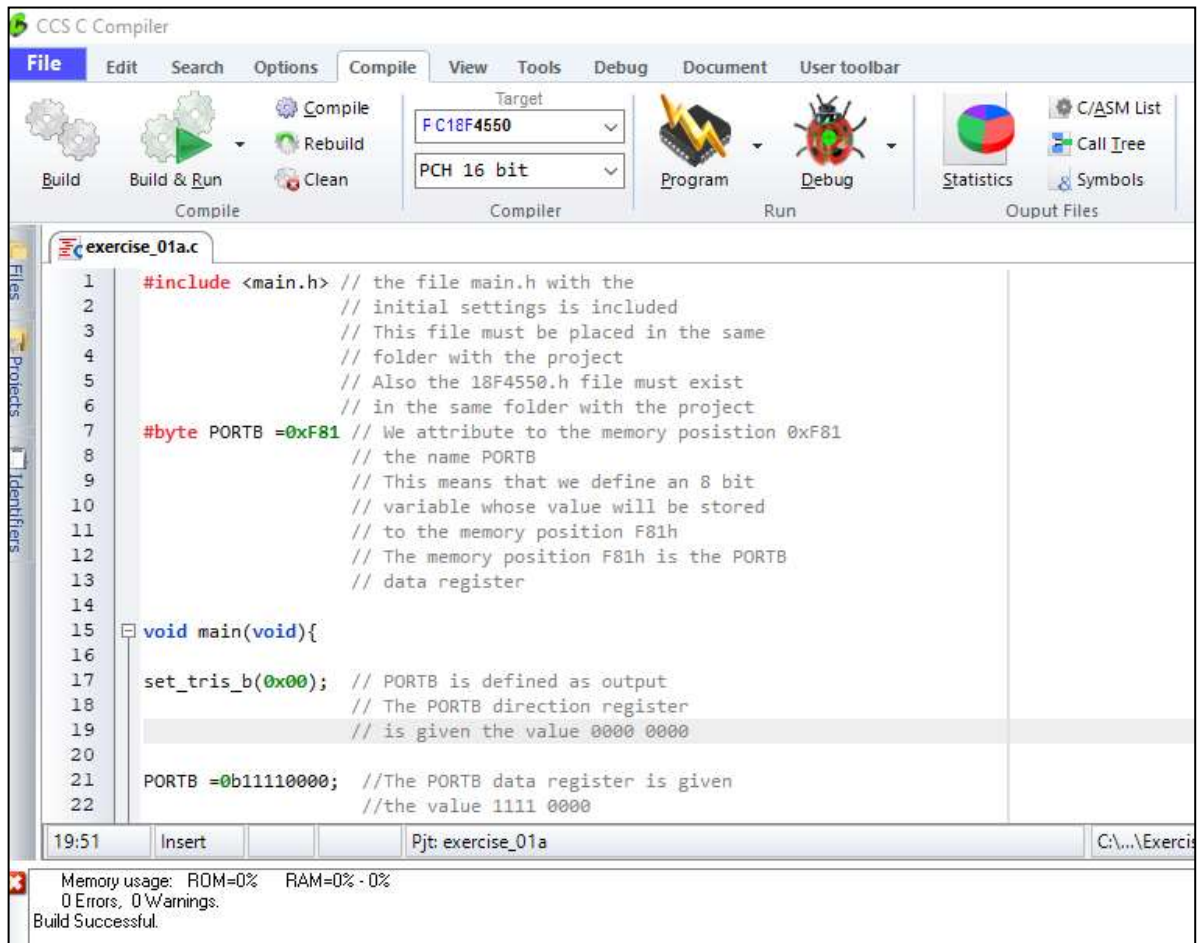 CCS C Compiler
File Edit Search Options Compile View Tools Debug Document User toolbar
Build
Build & Run
Compile
Rebuild
Clean
Compile
Target
PIC18F4550
PCH 16 bit
Compiler
Program
Debug
Run
Statistics
C/ASM List
Call Tree
Symbols
Ouput Files
Files
Projects
Identifiers
exercise_01a.c
1 #include <main.h> // the file main.h with the
2 // initial settings is included
3 // This file must be placed in the same
4 // folder with the project
5 // Also the 18F4550.h file must exist
6 // in the same folder with the project
7 #byte PORTB =0xF81 // We attribute to the memory posistion 0xF81
8 // the name PORTB
9 // This means that we define an 8 bit
10 // variable whose value will be stored
11 // to the memory position F81h
12 // The memory position F81h is the PORTB
13 // data register
14
15 void main(void){
16
17 set_tris_b(0x00); // PORTB is defined as output
18 // The PORTB direction register
19 // is given the value 0000 0000
20
21 PORTB =0b11110000; //The PORTB data register is given
22 //the value 1111 0000
19:51 Insert Pjt: exercise_01a C:\...\Exercis
Memory usage: ROM=0% RAM=0% - 0%
0 Errors, 0 Warnings.
Build Successful.